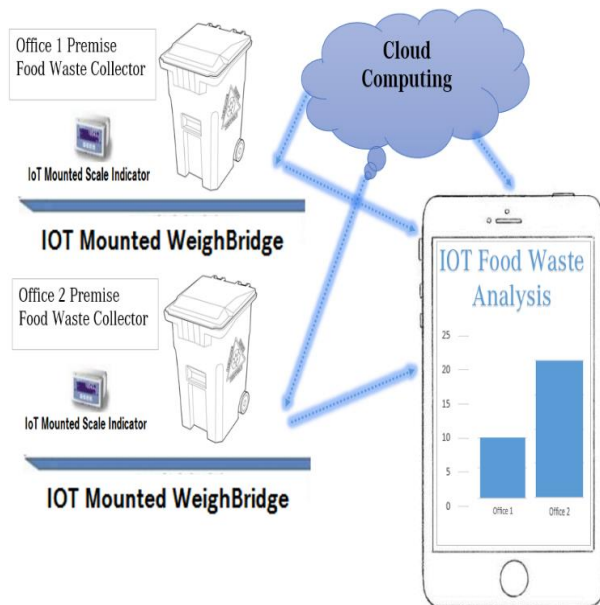 Office 1 Premise
Food Waste Collector
IoT Mounted Scale Indicator
IOT Mounted WeighBridge
Office 2 Premise
Food Waste Collector
IoT Mounted Scale Indicator
IOT Mounted WeighBridge
Cloud
Computing
IOT Food Waste
Analysis
25
20
15
10
5
0
Office 1
Office 2